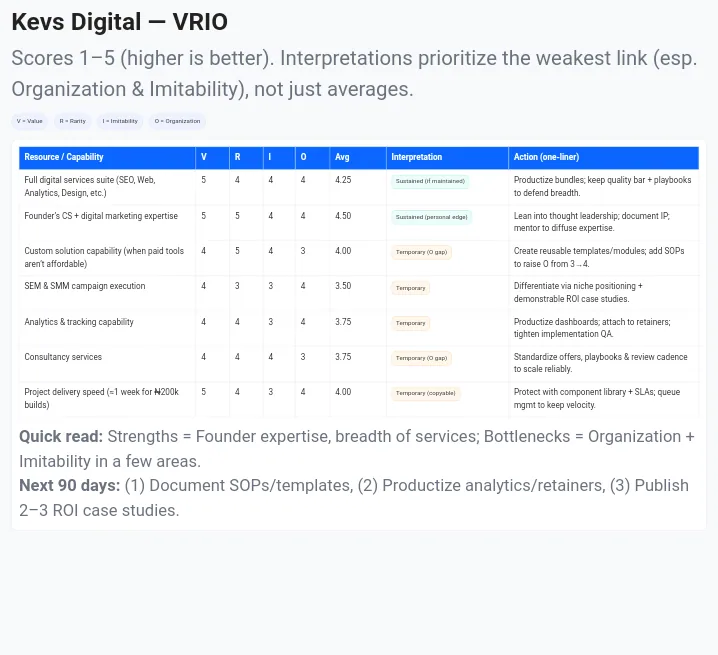 Kevs Digital — VRIO
Scores 1–5 (higher is better). Interpretations prioritize the weakest link (esp.
Organization & Imitability), not just averages.
V = Value R = Rarity I = Imitability O = Organization
Resource / Capability V R I O Avg Interpretation Action (one-liner)
Full digital services suite (SEO, Web, 5 4 4 4 4.25 Sustained (if maintained) Productize bundles; keep quality bar + playbooks
Analytics, Design, etc.) to defend breadth.
Founder's CS + digital marketing expertise 5 5 4 4 4.50 Sustained (personal edge) Lean into thought leadership; document IP;
mentor to diffuse expertise.
Custom solution capability (when paid tools 4 5 4 3 4.00 Temporary (O gap) Create reusable templates/modules; add SOPs
aren't affordable) to raise O from 3→4.
SEM & SMM campaign execution 4 3 3 4 3.50 Temporary Differentiate via niche positioning +
demonstrable ROI case studies.
Analytics & tracking capability 4 4 3 4 3.75 Temporary Productize dashboards; attach to retainers;
tighten implementation QA.
Consultancy services 4 4 4 3 3.75 Temporary (O gap) Standardize offers, playbooks & review cadence
to scale reliably.
Project delivery speed (≈1 week for ₦200k 5 4 3 4 4.00 Temporary (copyable) Protect with component library + SLAs; queue
builds) mgmt to keep velocity.
Quick read: Strengths = Founder expertise, breadth of services; Bottlenecks = Organization +
Imitability in a few areas.
Next 90 days: (1) Document SOPs/templates, (2) Productize analytics/retainers, (3) Publish
2–3 ROI case studies.